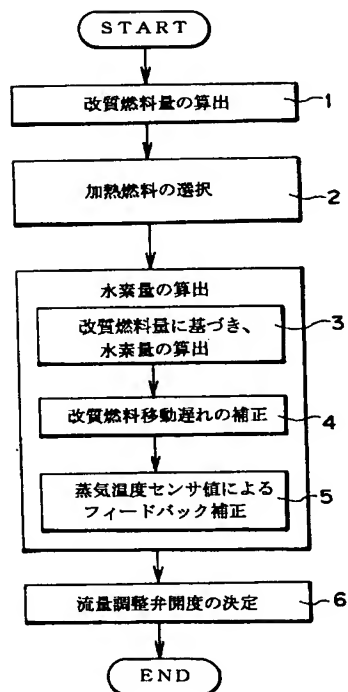 START
改質燃料量の算出
1
加熱燃料の選択
2
水素量の算出
改質燃料量に基づき、
水素量の算出
3
改質燃料移動遅れの補正
4
蒸気温度センサ値による
フィードバック補正
5
流量調整弁開度の決定
6
END